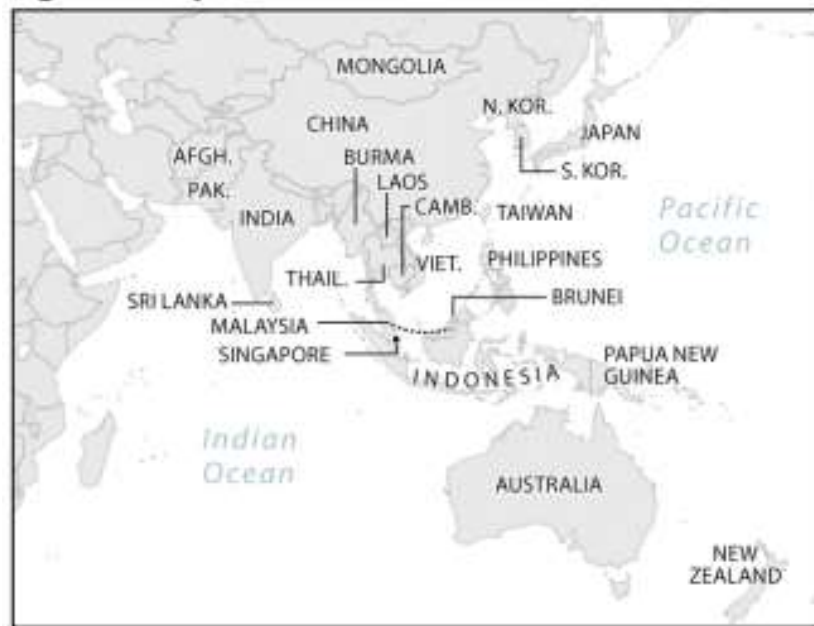 MONGOLIA
N. KOR.
CHINA
JAPAN
AFGH.
BURMA
S. KOR.
PAK.
LAOS
INDIA
CAMB.
TAIWAN
Pacific
Ocean
THAIL.
VIET.
PHILIPPINES
SRI LANKA
BRUNEI
MALAYSIA
SINGAPORE
INDONESIA
PAPUA NEW
GUINEA
Indian
Ocean
AUSTRALIA
NEW
ZEALAND